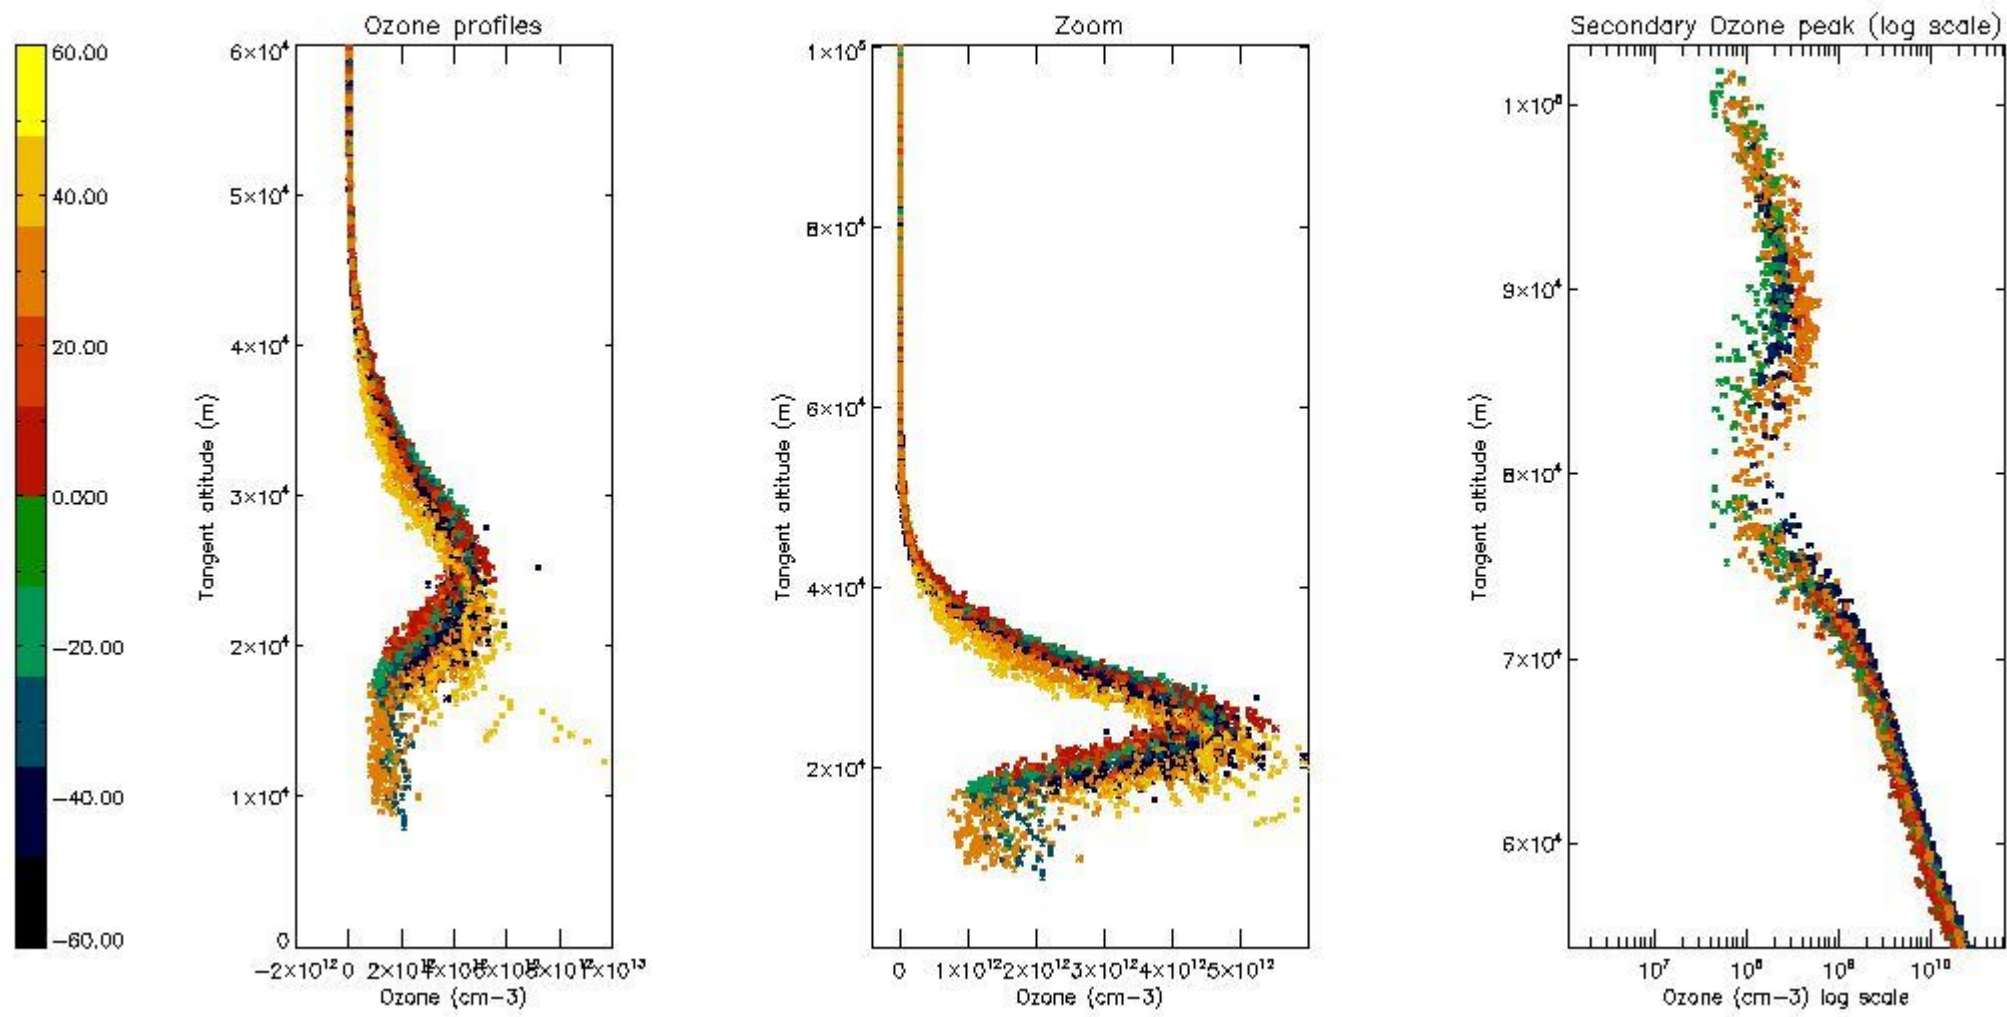 Ozone profiles
Zoom
Secondary Ozone peak (log scale)
60.00
40.00
20.00
0.000
-20.00
-40.00
-60.00
6×10⁴
5×10⁴
4×10⁴
3×10⁴
2×10⁴
1×10⁴
0
Tangent altitude (m)
-2×10¹² 0
Ozone (cm-3)
1×10⁵
8×10⁴
6×10⁴
4×10⁴
2×10⁴
Tangent altitude (m)
0 1×10¹² 2×10¹² 3×10¹² 4×10¹² 5×10¹²
Ozone (cm-3)
9×10⁴
8×10⁴
7×10⁴
6×10⁴
Tangent altitude (m)
10⁷ 10⁸ 10⁹ 10¹⁰
Ozone (cm-3) log scale